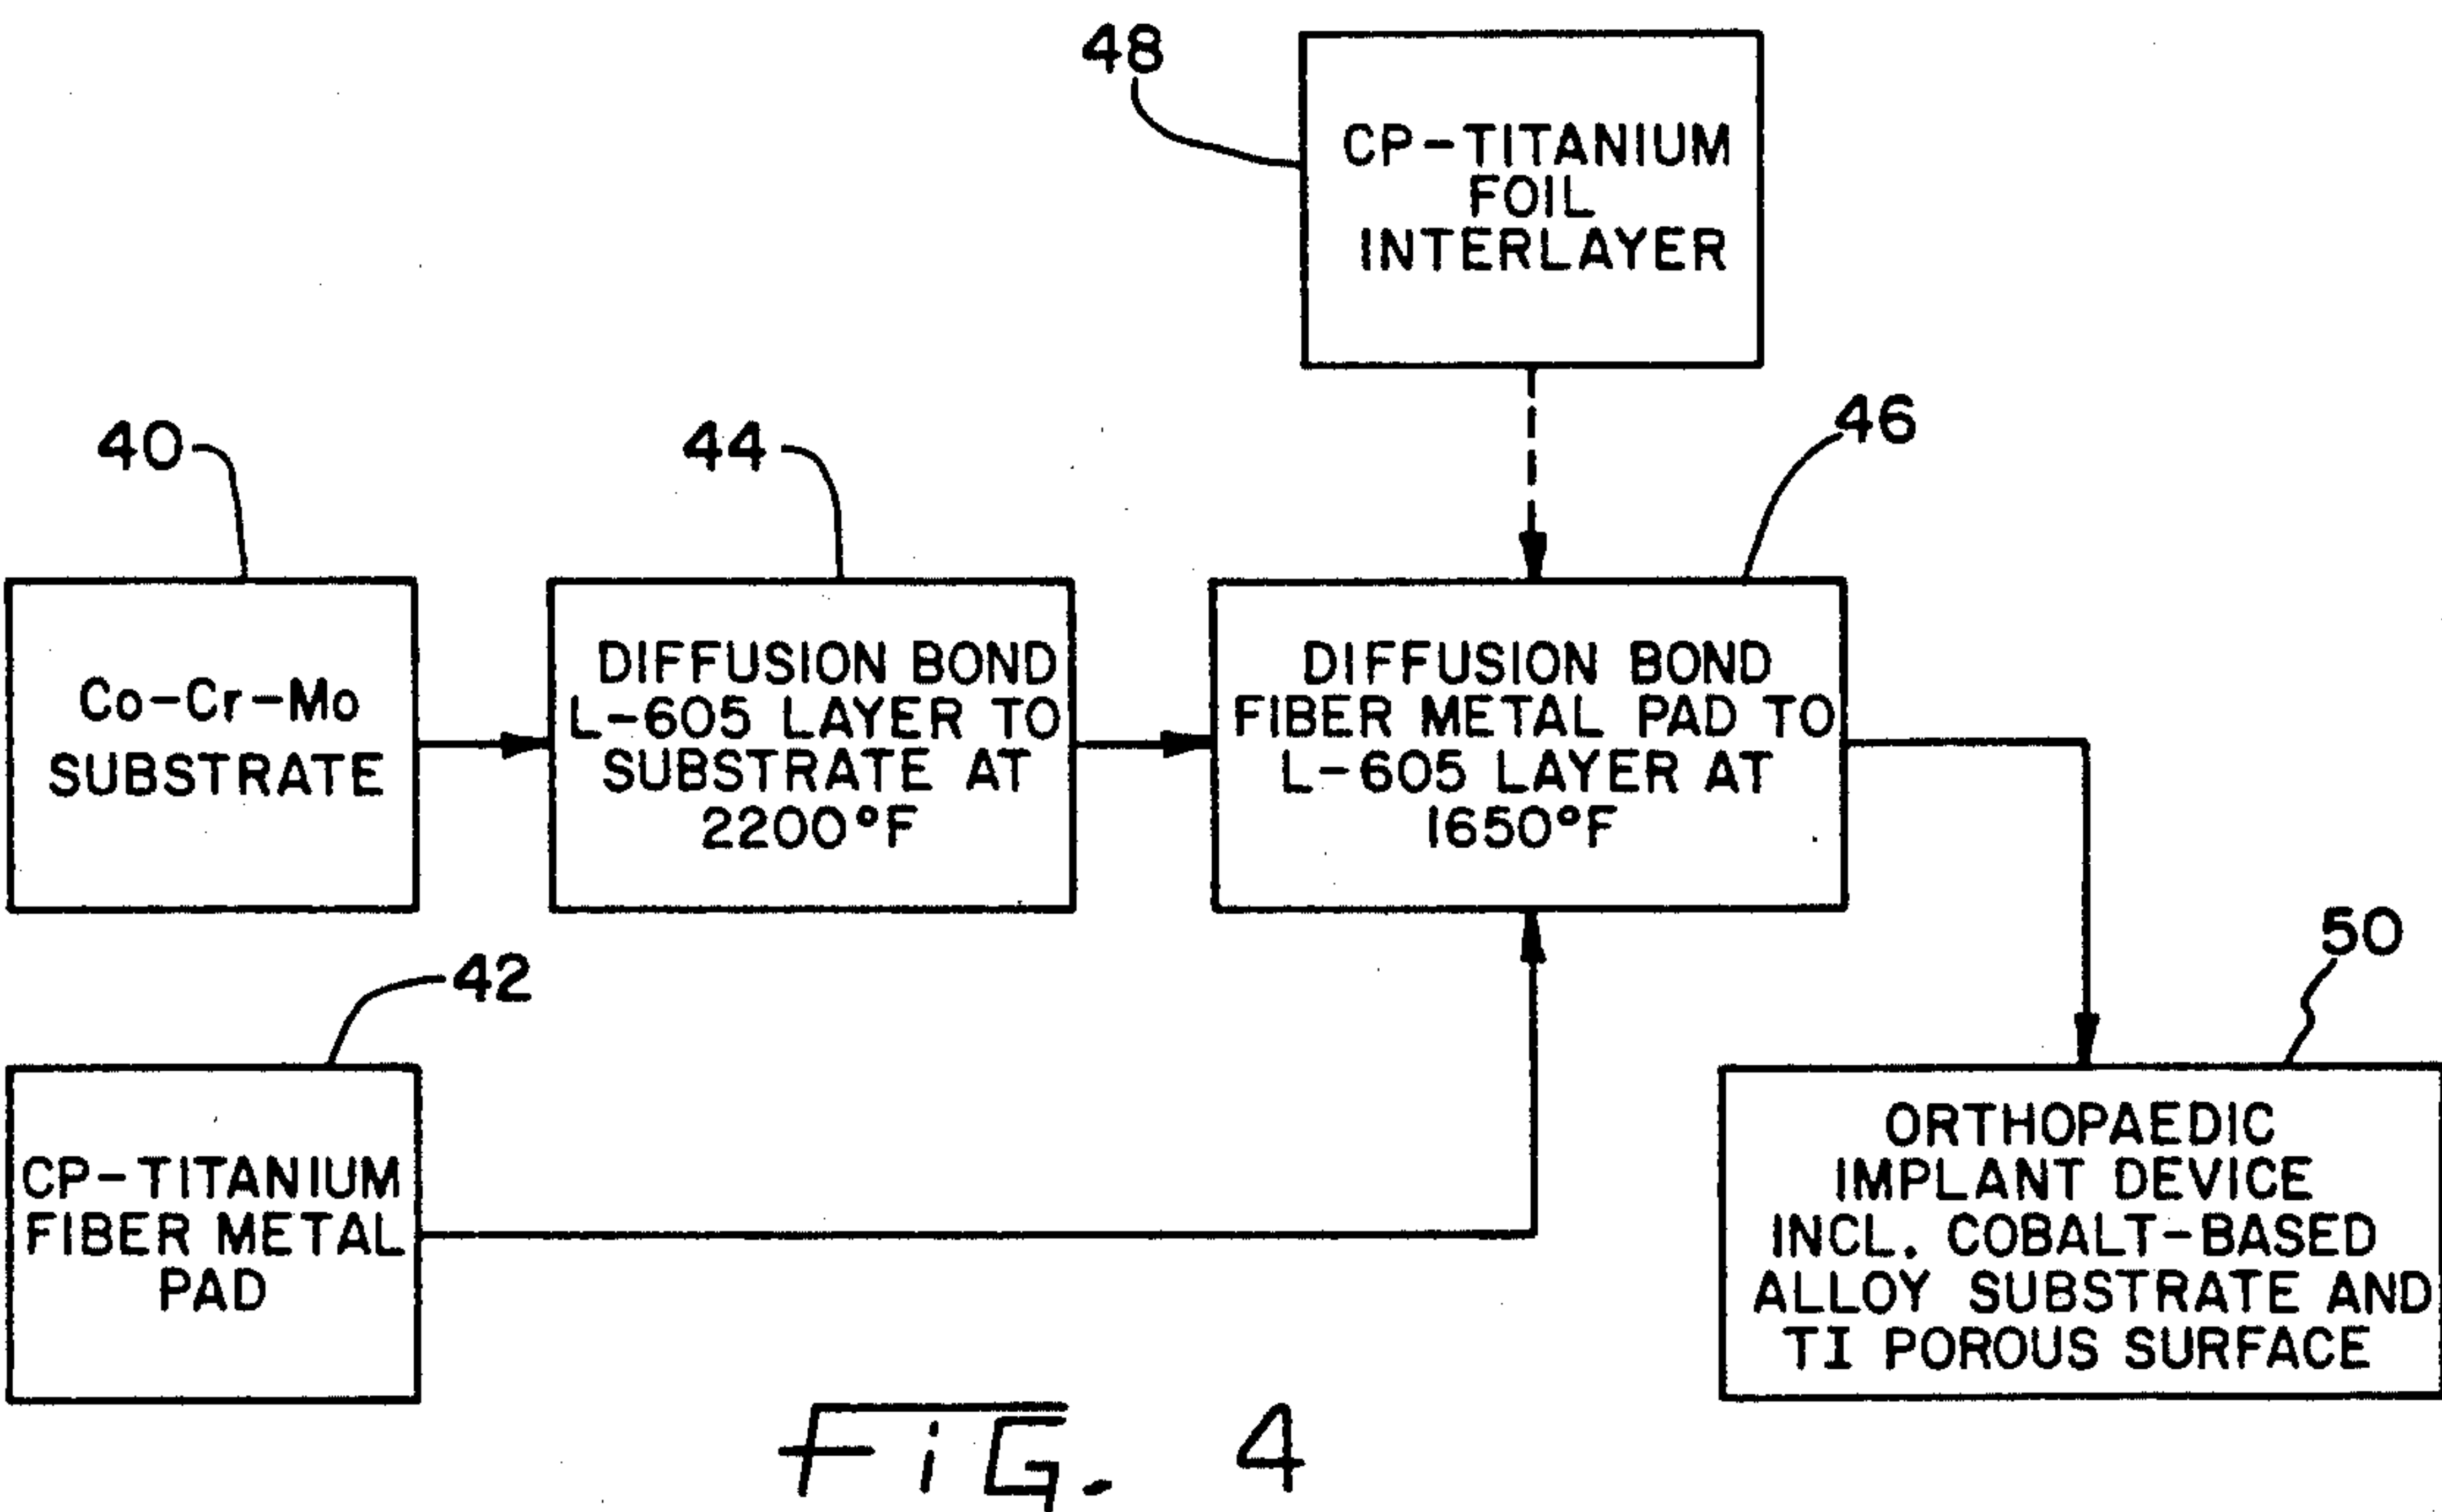 48
CP-TITANIUM
FOIL
INTERLAYER
40
44
46
Co-Cr-Mo
SUBSTRATE
DIFFUSION BOND
L-605 LAYER TO
SUBSTRATE AT
2200°F
DIFFUSION BOND
FIBER METAL PAD TO
L-605 LAYER AT
1650°F
42
50
CP-TITANIUM
FIBER METAL
PAD
ORTHOPAEDIC
IMPLANT DEVICE
INCL. COBALT-BASED
ALLOY SUBSTRATE AND
TI POROUS SURFACE
FiG. 4